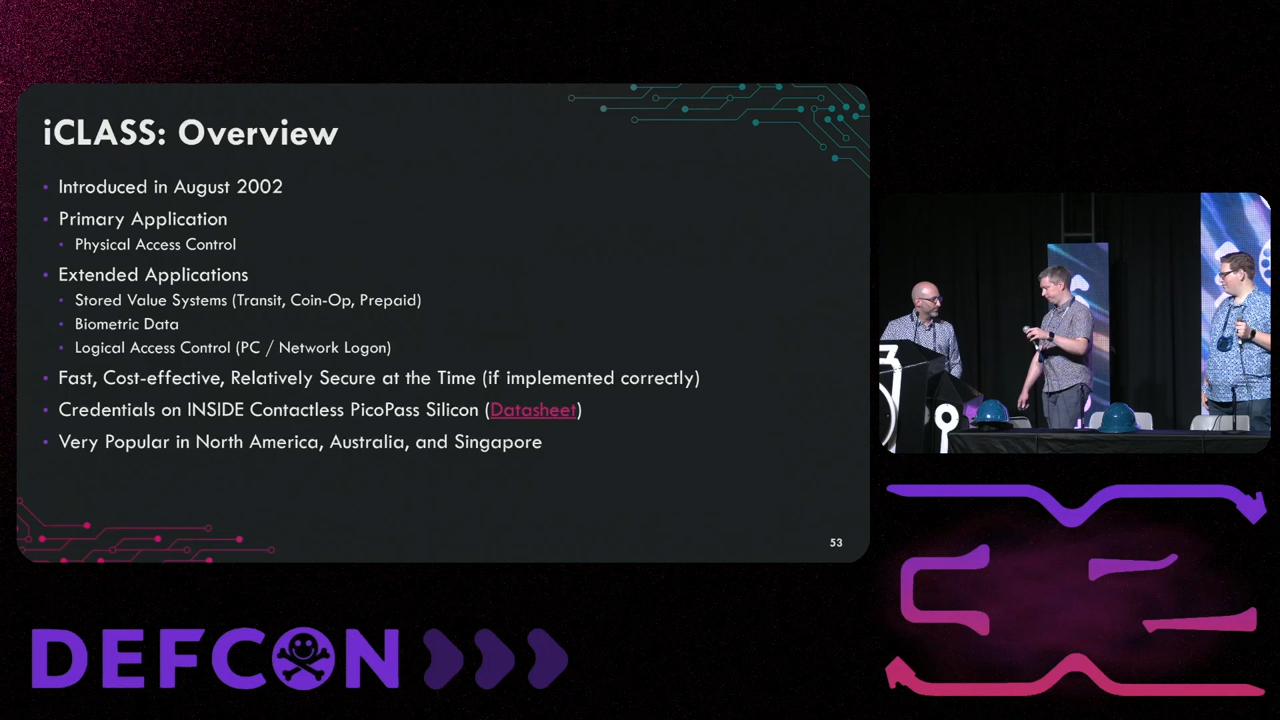 iCLASS: Overview
• Introduced in August 2002
• Primary Application
• Physical Access Control
• Extended Applications
• Stored Value Systems (Transit, Coin-Op, Prepaid)
• Biometric Data
• Logical Access Control (PC / Network Logon)
• Fast, Cost-effective, Relatively Secure at the Time (if implemented correctly)
• Credentials on INSIDE Contactless PicoPass Silicon (Datasheet)
• Very Popular in North America, Australia, and Singapore
53
DEFCON